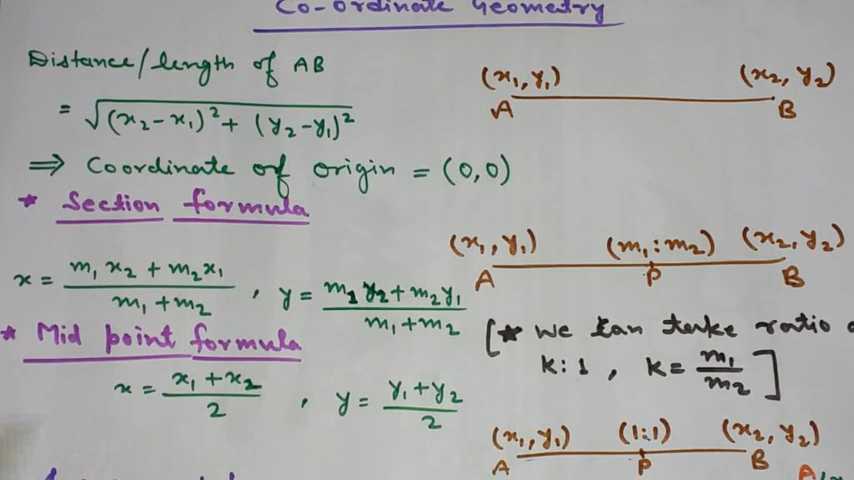 Co-ordinate Geometry
Distance/length of AB
= √(x₂-x₁)²+ (y₂-y₁)²
(x₁, y₁) (x₂, y₂)
A B
⇒ Coordinate of origin = (0,0)
* Section formula
(x₁, y₁) (m₁:m₂) (x₂, y₂)
A P B
x = m₁x₂+m₂x₁ / m₁+m₂ , y = m₁y₂+m₂y₁ / m₁+m₂
* Mid point formula
[* we can take ratio
k:1 , k= m₁/m₂ ]
x = x₁+x₂ / 2 , y = y₁+y₂ / 2
(x₁, y₁) (1:1) (x₂, y₂)
A P B